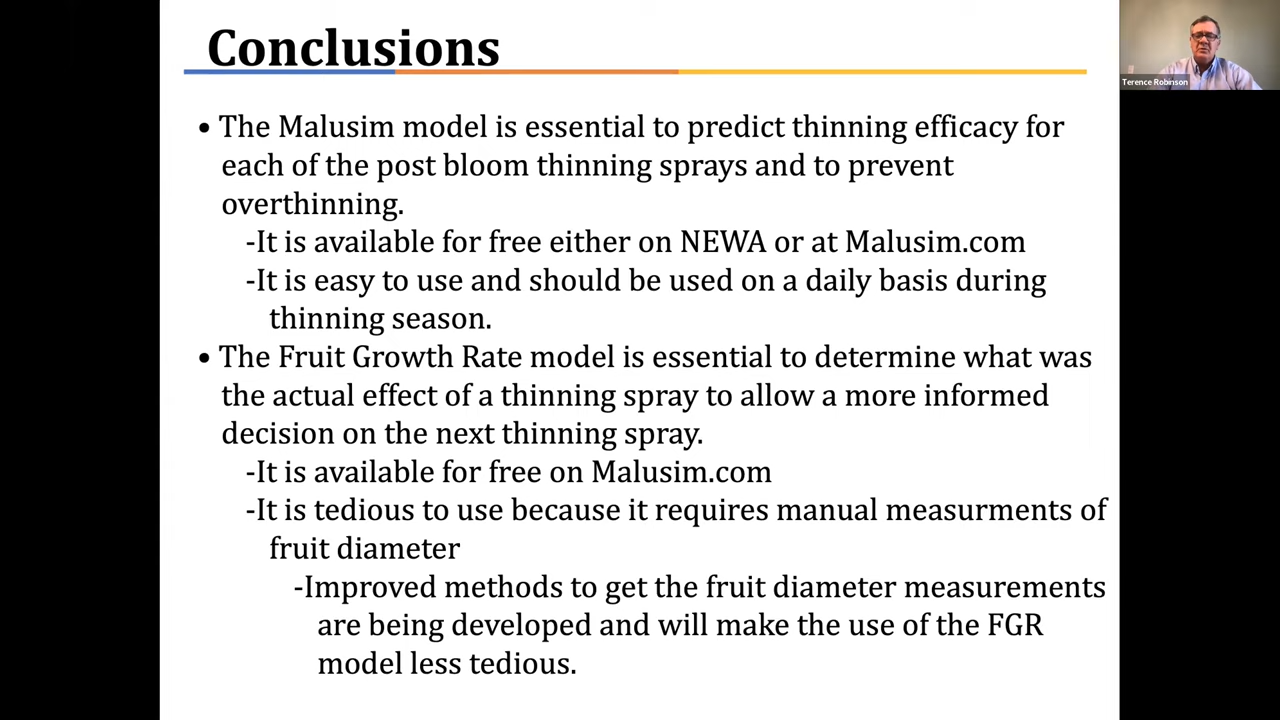 Conclusions
Terence Robinson
• The Malusim model is essential to predict thinning efficacy for
each of the post bloom thinning sprays and to prevent
overthinning.
-It is available for free either on NEWA or at Malusim.com
-It is easy to use and should be used on a daily basis during
thinning season.
• The Fruit Growth Rate model is essential to determine what was
the actual effect of a thinning spray to allow a more informed
decision on the next thinning spray.
-It is available for free on Malusim.com
-It is tedious to use because it requires manual measurments of
fruit diameter
-Improved methods to get the fruit diameter measurements
are being developed and will make the use of the FGR
model less tedious.